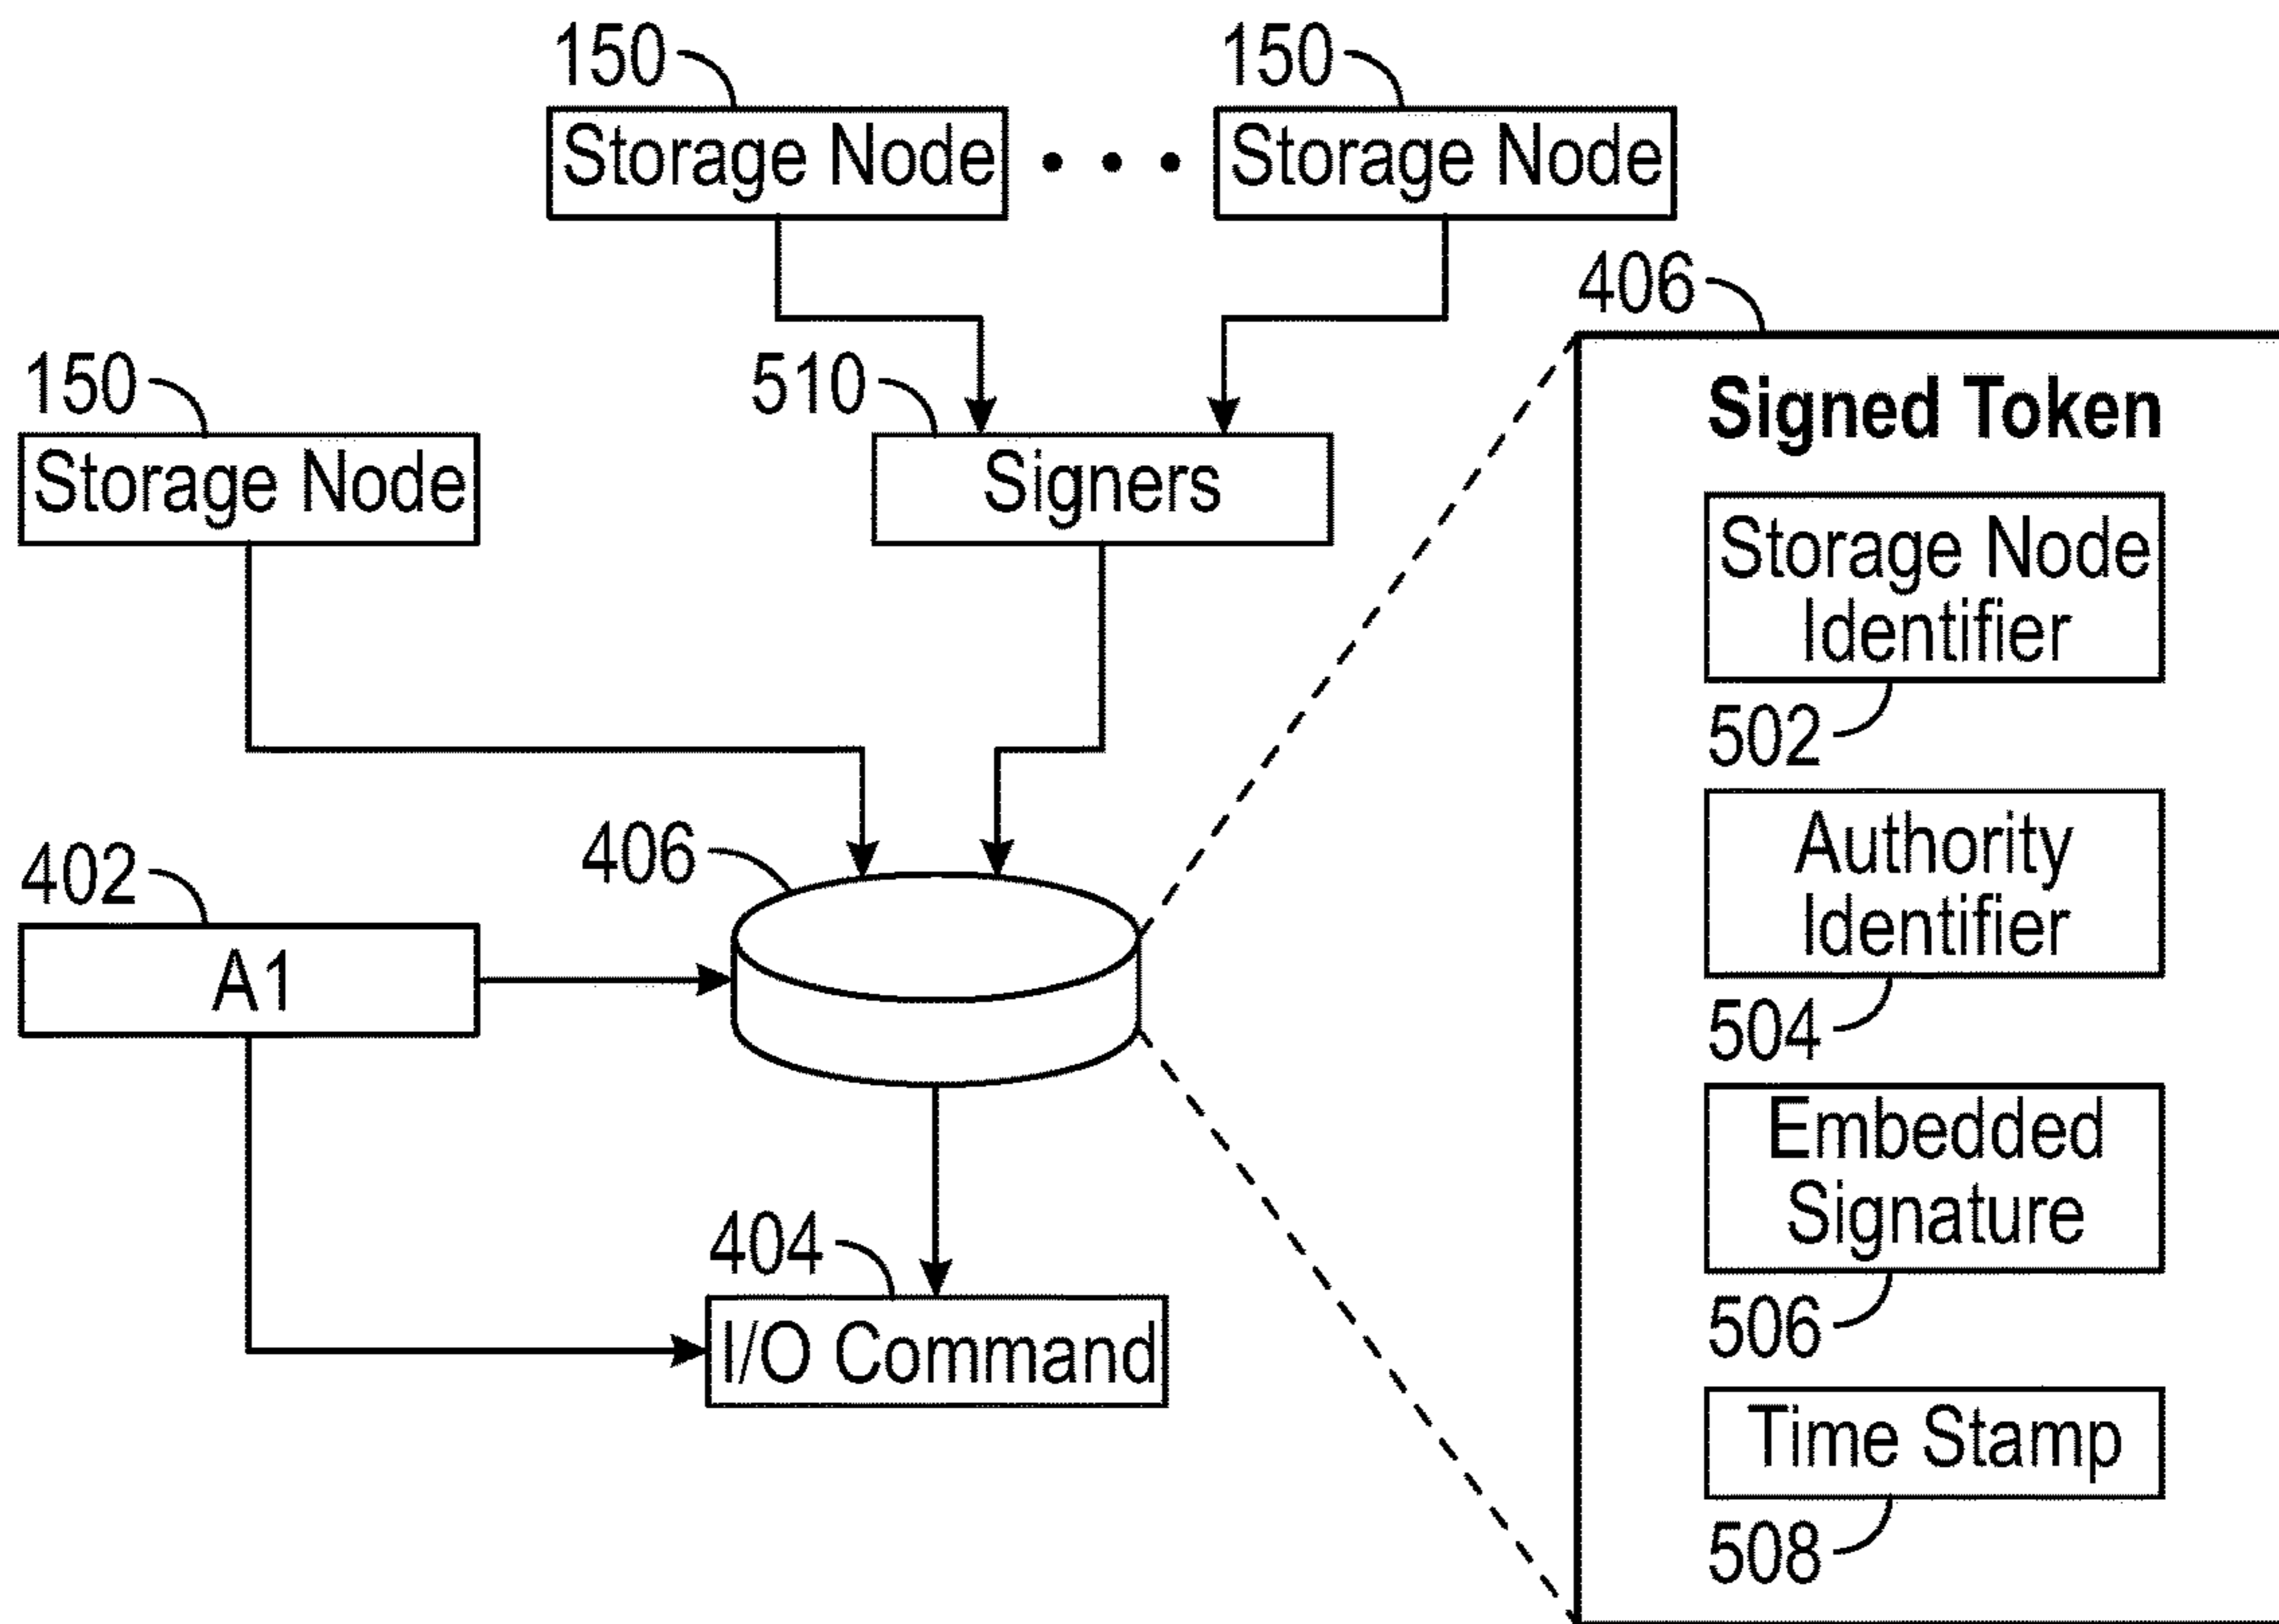 150
150
Storage Node
Storage Node
406
150
510
Signed Token
Storage Node
Signers
Storage Node
Identifier
502
402
406
Authority
Identifier
A1
504
Embedded
Signature
404
506
I/O Command
Time Stamp
508